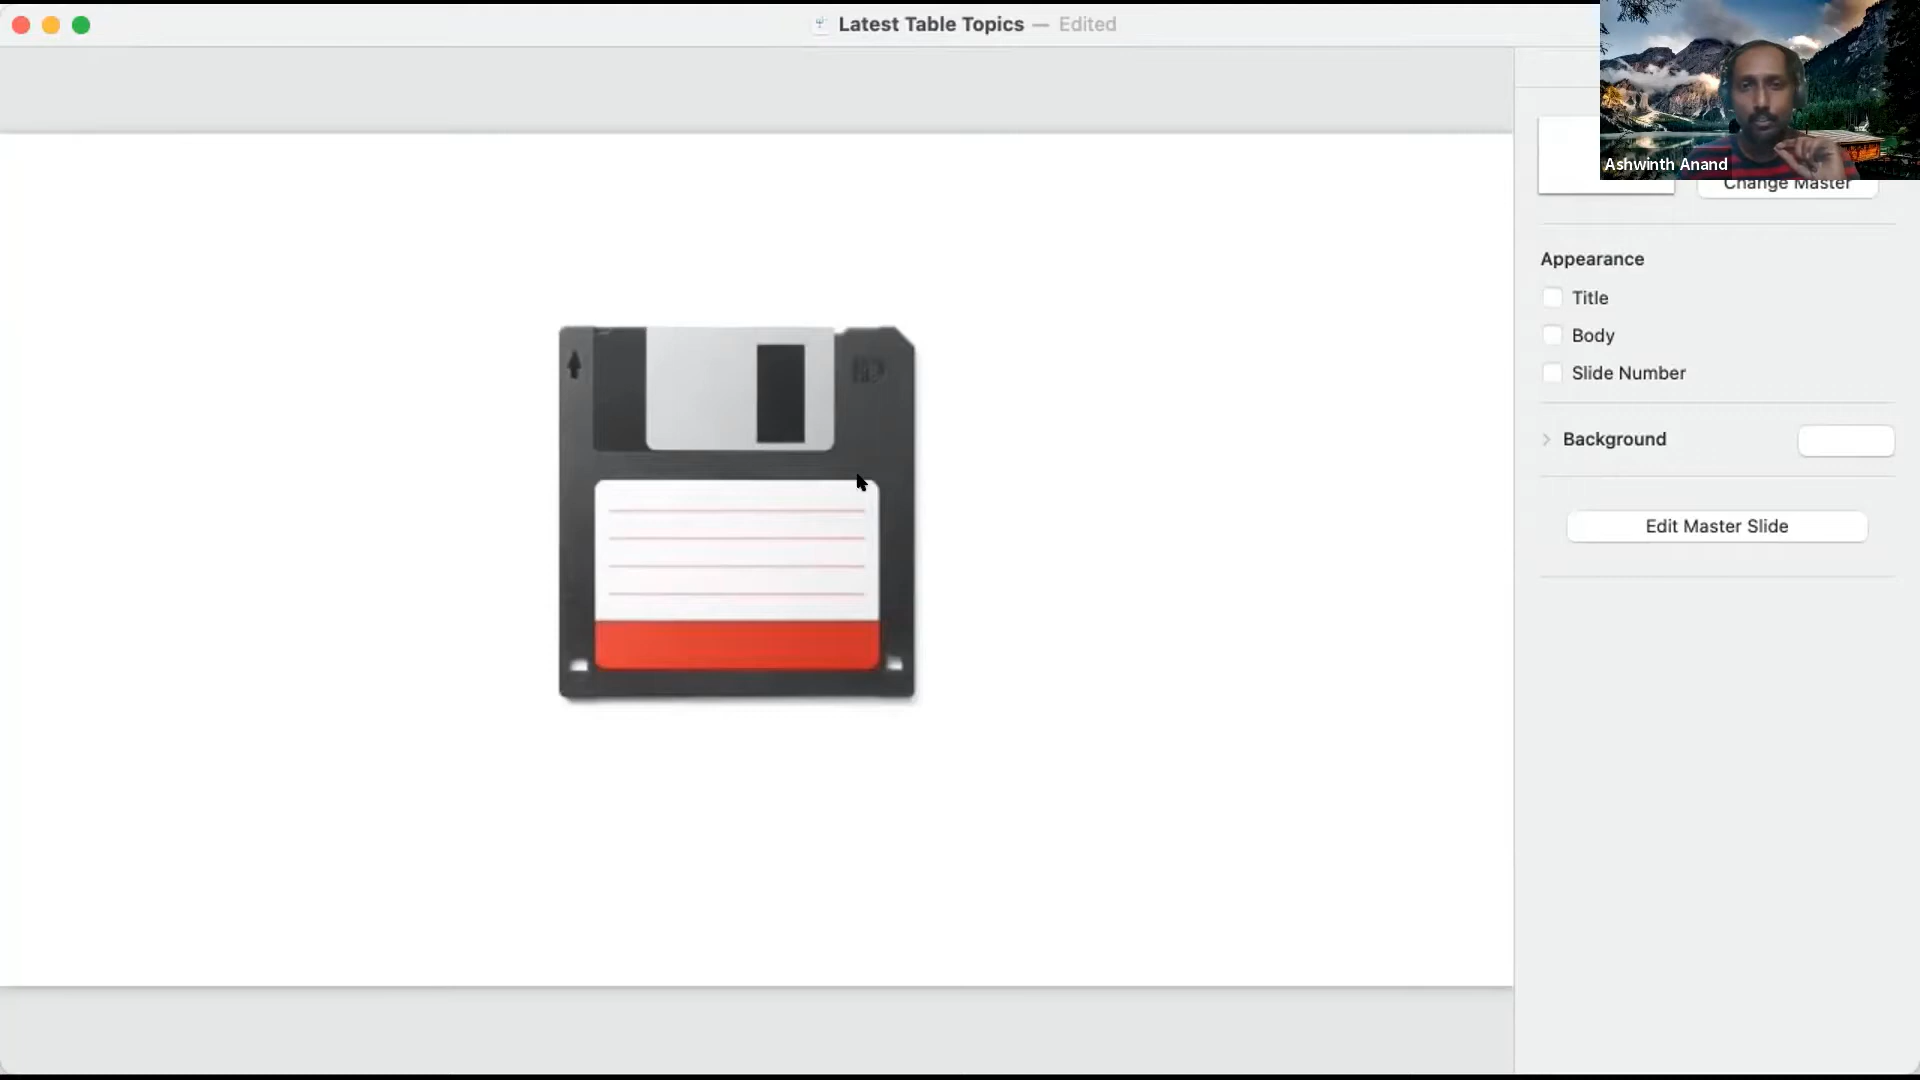 Latest Table Topics — Edited
Ashwinth Anand
Change Master
Appearance
Title
Body
Slide Number
Background
Edit Master Slide